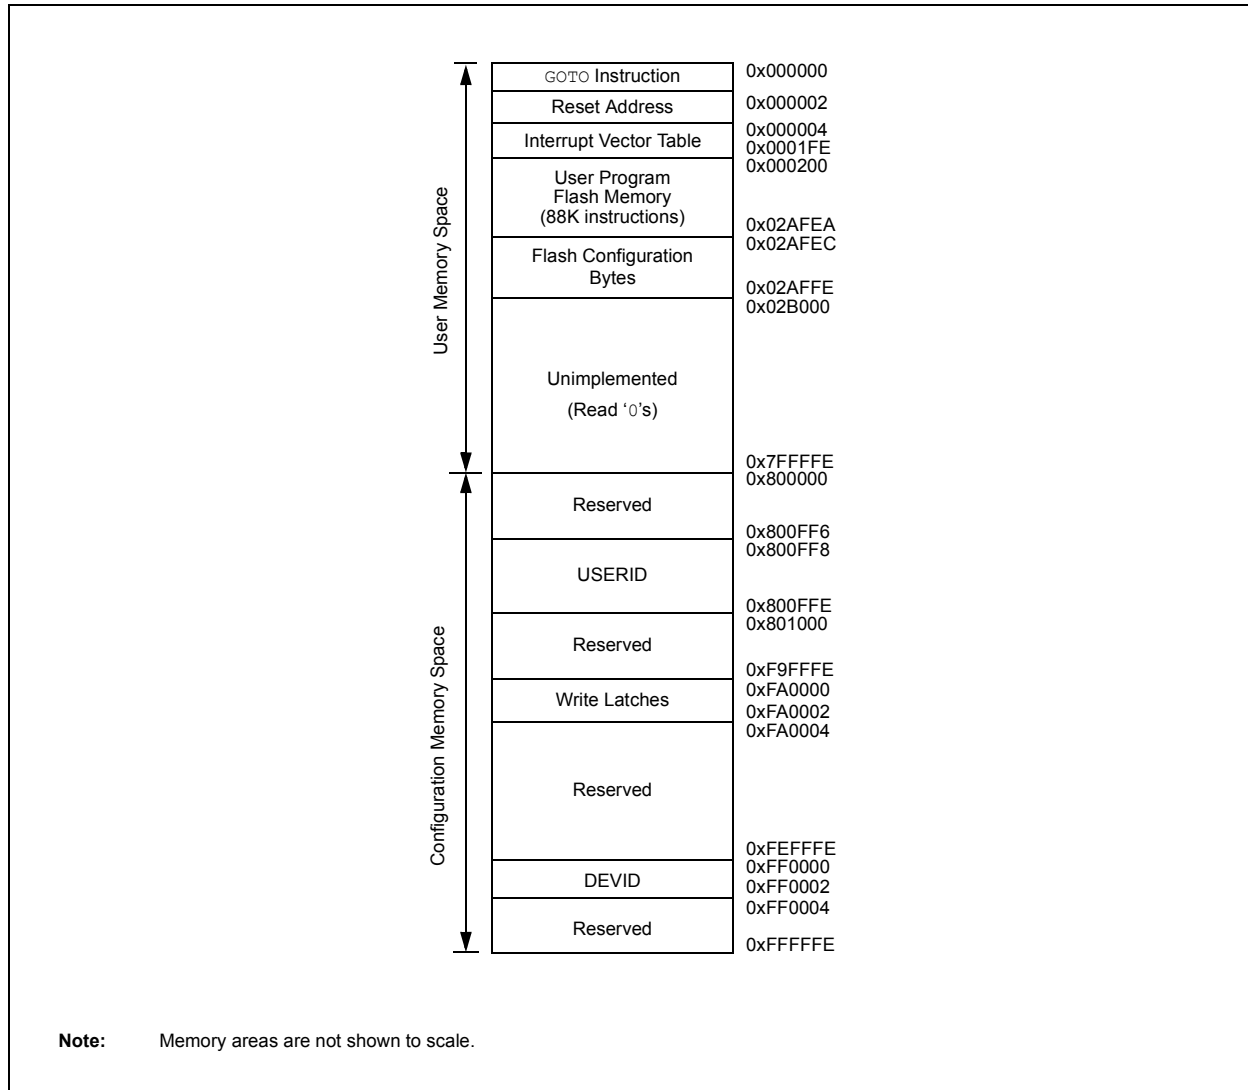 GOTO Instruction 0x000000
Reset Address 0x000002
0x000004
Interrupt Vector Table
0x0001FE
0x000200
User Program
Flash Memory
(88K instructions)
0x02AFEA
0x02AFEC
Flash Configuration
Bytes
0x02AFFE
0x02B000
User Memory Space
Unimplemented
(Read ‘0’s)
0x7FFFFE
0x800000
Reserved
0x800FF6
0x800FF8
USERID
0x800FFE
0x801000
Reserved
0xF9FFFE
0xFA0000
Write Latches
0xFA0002
0xFA0004
Configuration Memory Space
Reserved
0xFEFFFE
0xFF0000
DEVID
0xFF0002
0xFF0004
Reserved
0xFFFFFE
Note: Memory areas are not shown to scale.